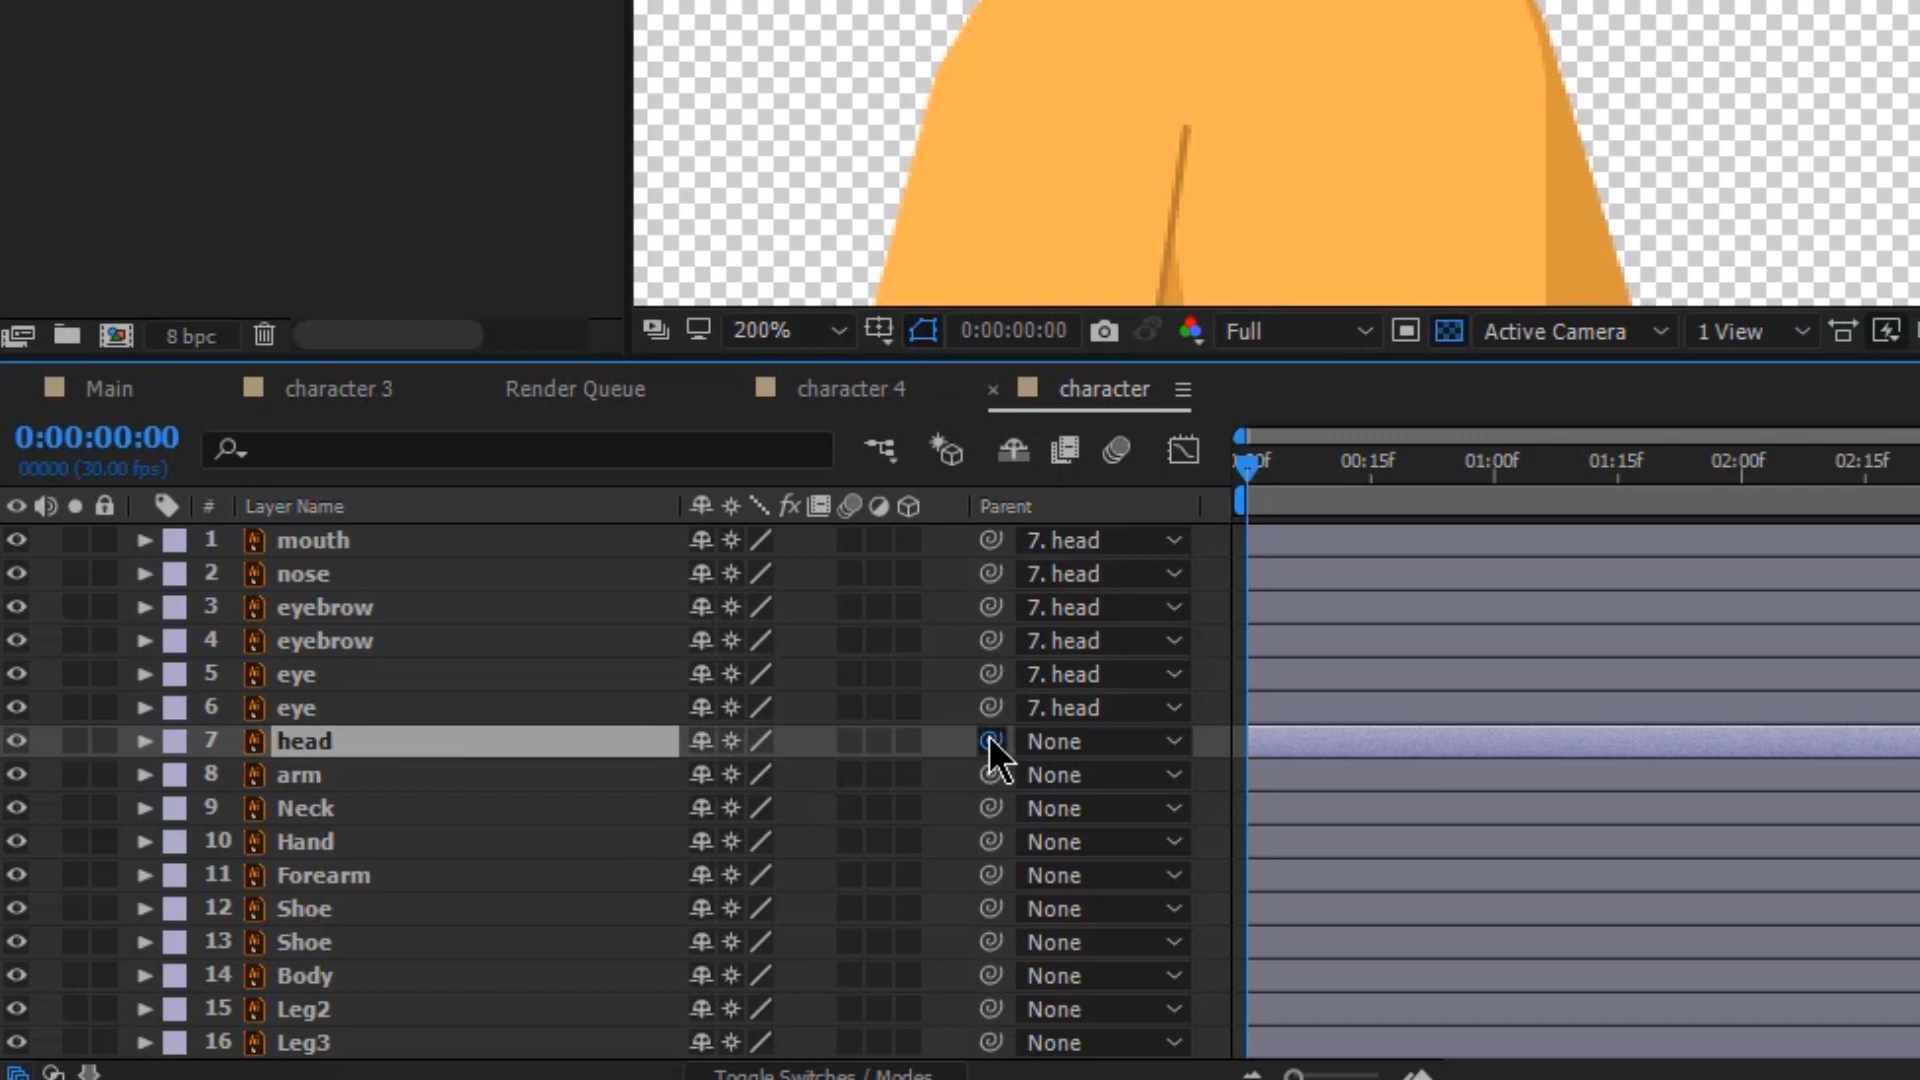 8 bpc
200%
0:00:00:00
Full
Active Camera
1 View
Main
character 3
Render Queue
character 4
× character
0:00:00:00
00000 (30.00 fps)
00:15f
01:00f
01:15f
02:00f
02:15f
# Layer Name
fx
Parent
1 mouth 7. head
2 nose 7. head
3 eyebrow 7. head
4 eyebrow 7. head
5 eye 7. head
6 eye 7. head
7 head None
8 arm None
9 Neck None
10 Hand None
11 Forearm None
12 Shoe None
13 Shoe None
14 Body None
15 Leg2 None
16 Leg3 None
Toggle Switches / Modes